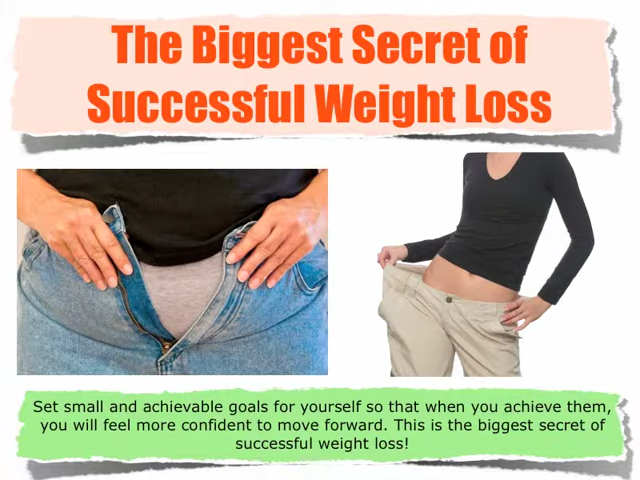 The Biggest Secret of
Successful Weight Loss
Set small and achievable goals for yourself so that when you achieve them,
you will feel more confident to move forward. This is the biggest secret of
successful weight loss!